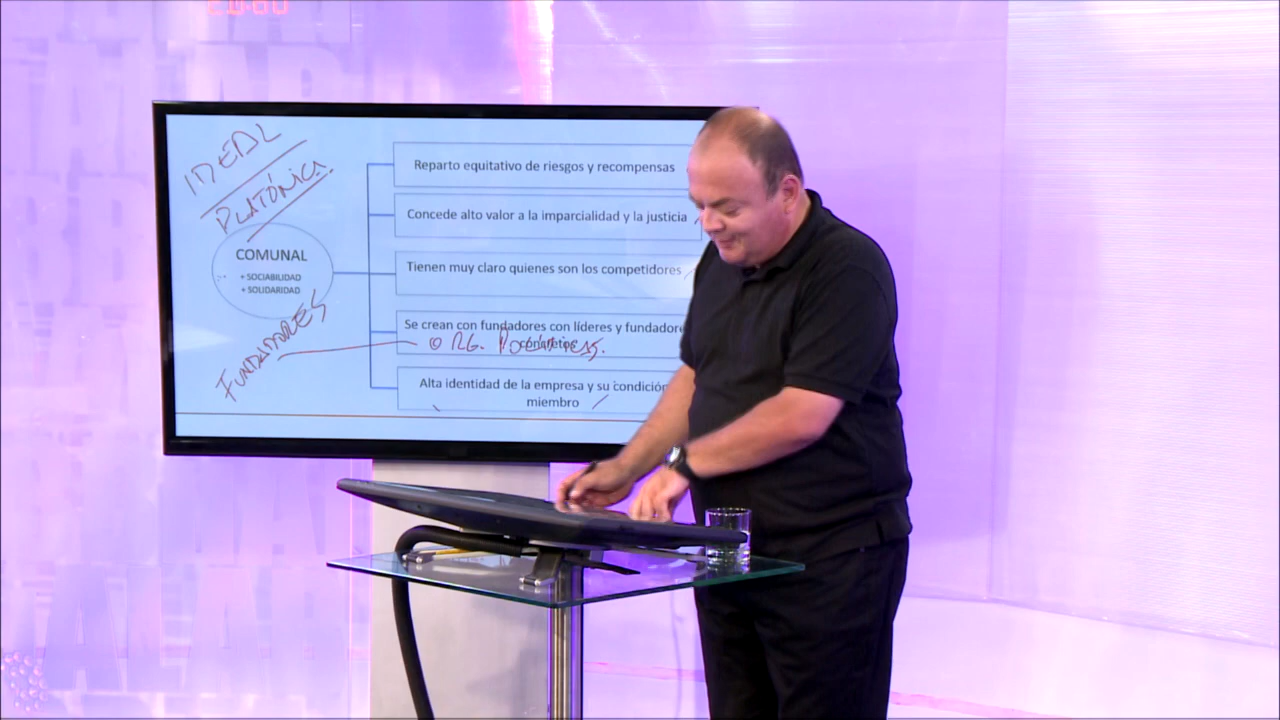 IDEAL
PLATÓNICA
COMUNAL
+ SOCIABILIDAD
+ SOLIDARIDAD
FUNDADORES
Reparto equitativo de riesgos y recompensas
Concede alto valor a la imparcialidad y la justicia
Tienen muy claro quienes son los competidores
Se crean con fundadores con líderes y fundadore
ORG.
Alta identidad de la empresa y su condición
miembro